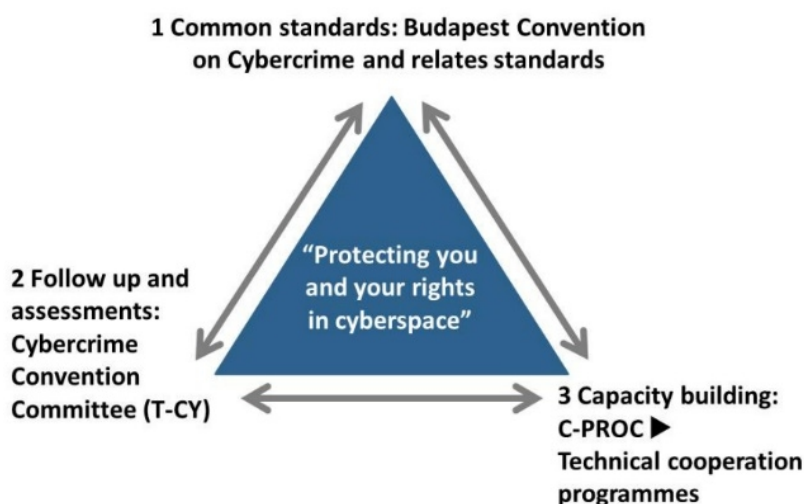 1 Common standards: Budapest Convention
on Cybercrime and relates standards
“Protecting you
and your rights
in cyberspace”
2 Follow up and
assessments:
Cybercrime
Convention
Committee (T-CY)
3 Capacity building:
C-PROC ▶
Technical cooperation
programmes